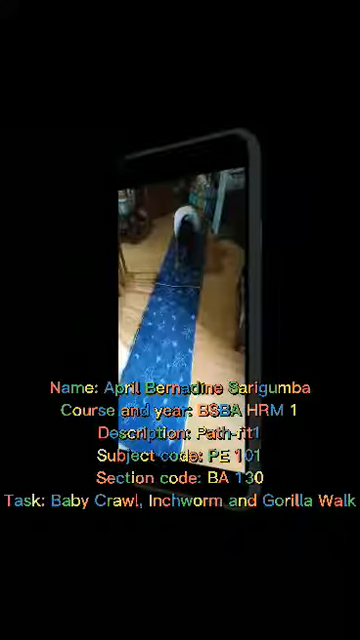 Name: April Bernadine Sarigumba
Course and year: BSBA HRM 1
Description: Path-fit1
Subject code: PE 101
Section code: BA 130
Task: Baby Crawl, Inchworm and Gorilla Walk